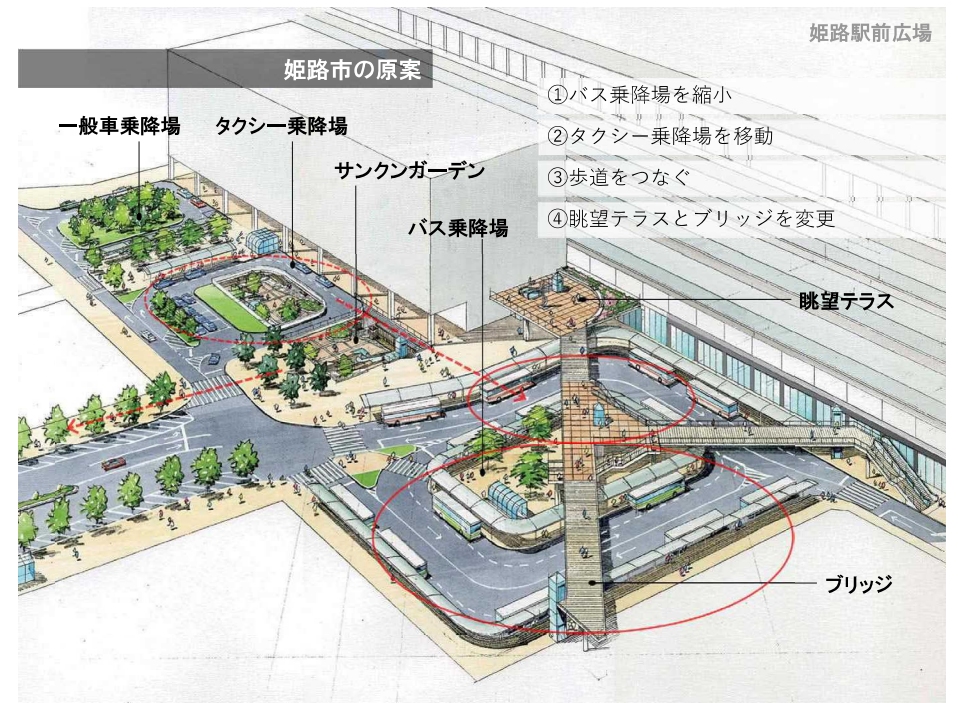 姫路駅前広場
姫路市の原案
①バス乗降場を縮小
②タクシー乗降場を移動
③歩道をつなぐ
④眺望テラスとブリッジを変更
一般車乗降場
タクシー乗降場
サンクンガーデン
バス乗降場
眺望テラス
ブリッジ